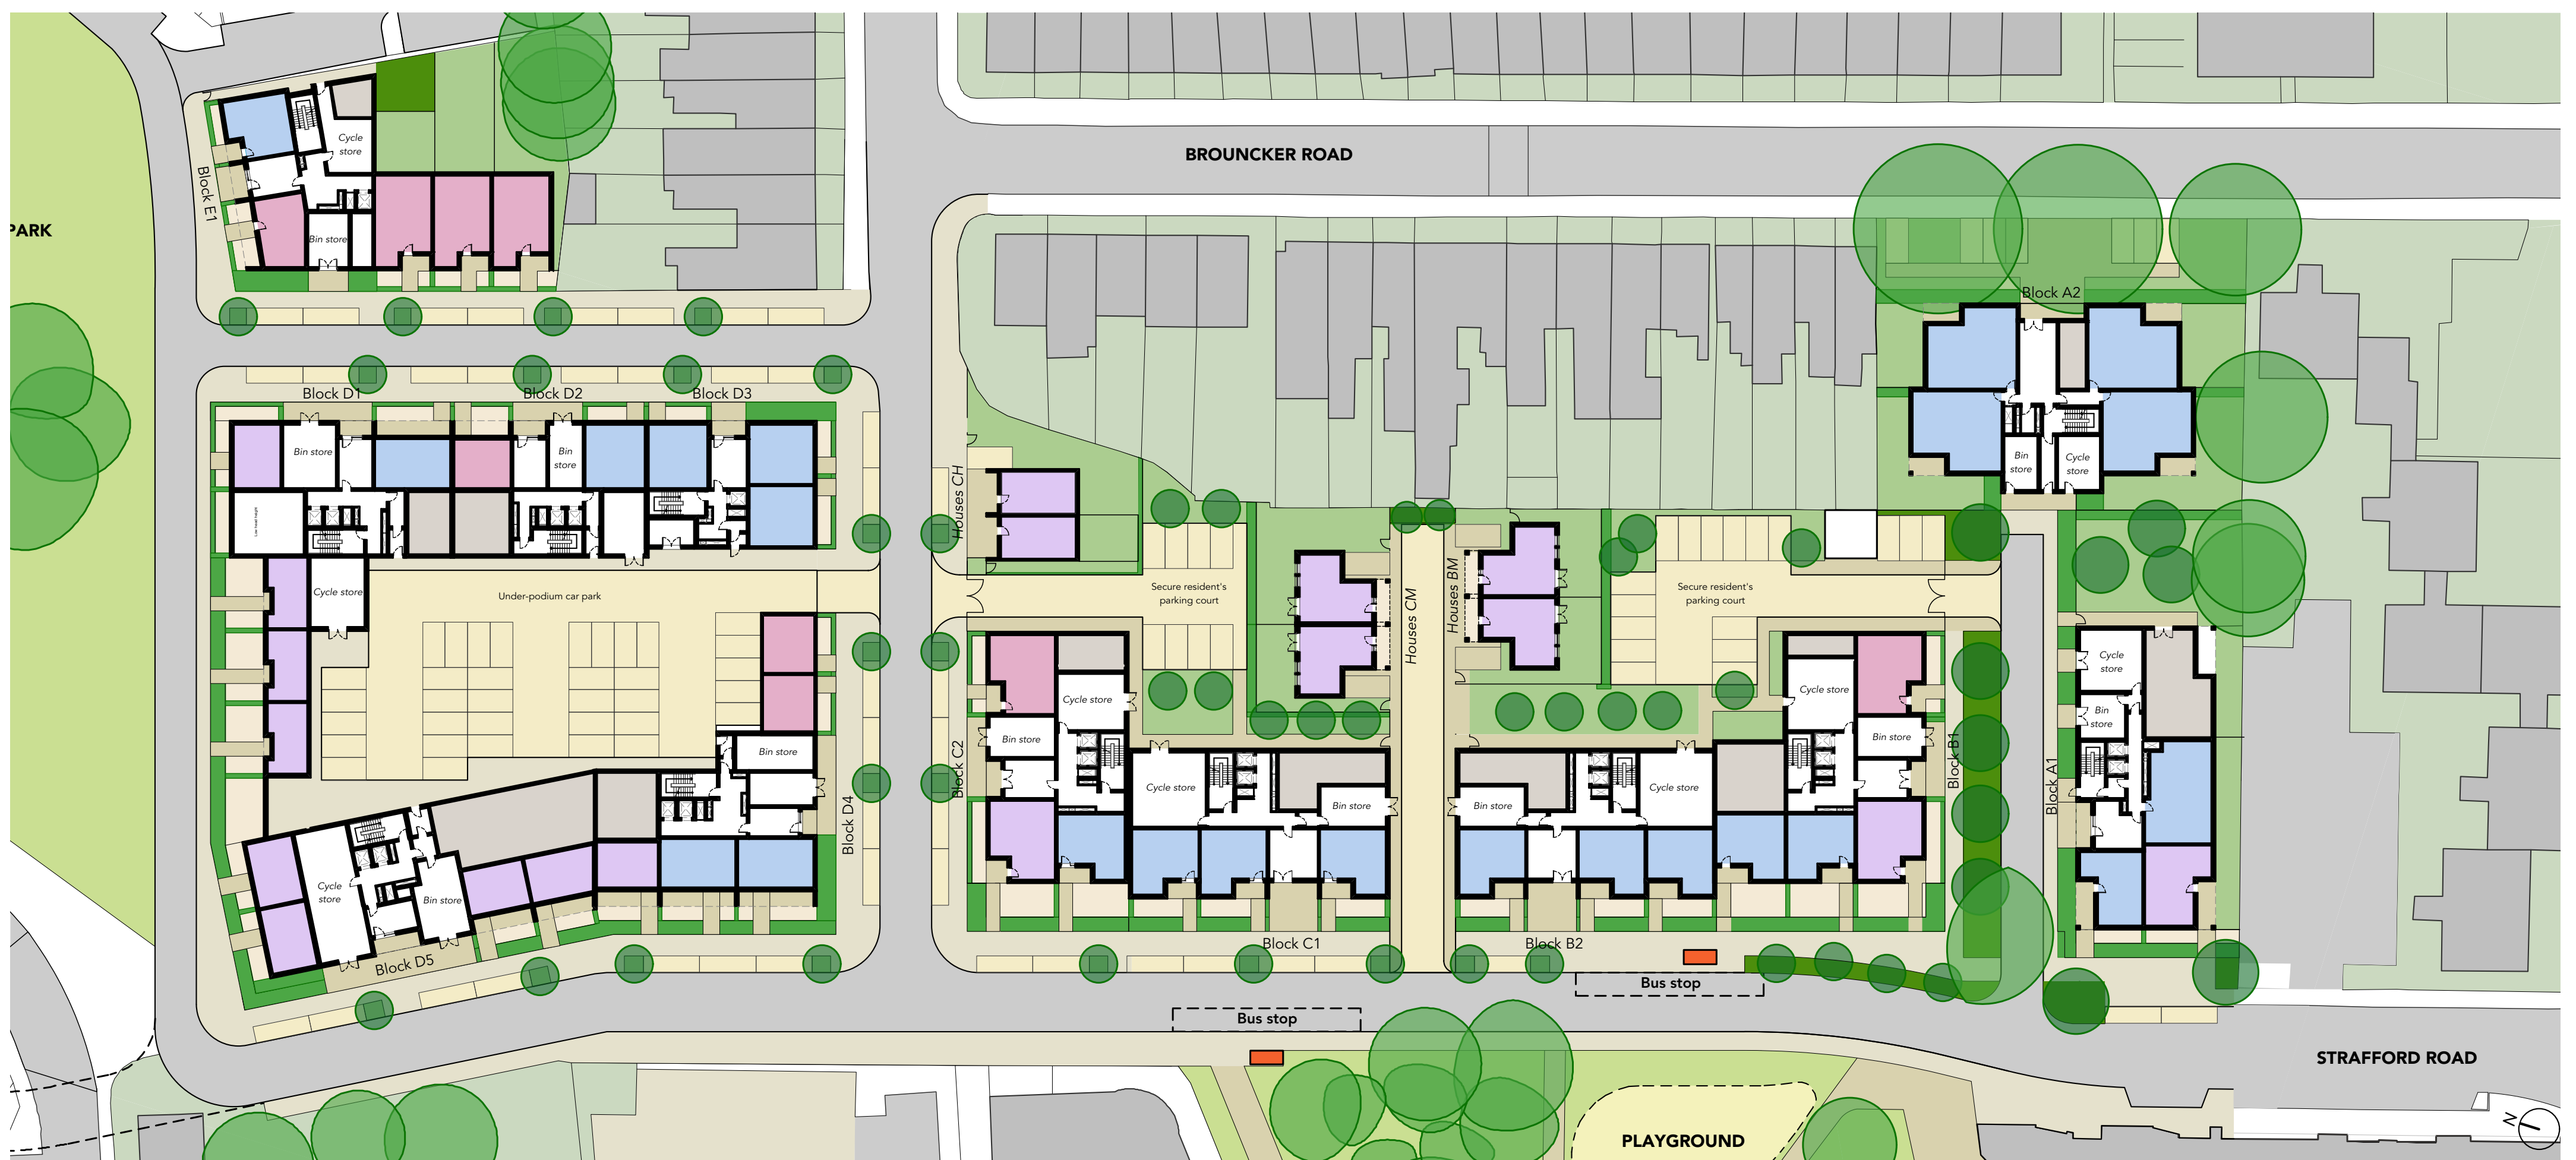 BROUNCKER ROAD
Cycle
store
Block E1
PARK
Bin store
Block A2
Block D1
Block D2
Block D3
Bin store
Bin
store
Bin
store
Cycle
store
Houses CH
Low head height
Cycle store
Under-podium car park
Secure resident's
parking court
Houses CM
Houses BM
Secure resident's
parking court
Cycle
store
Cycle store
Cycle store
Bin
store
Bin store
Bin store
Bin store
Block C2
Block B1
Block A1
Cycle store
Bin store
Bin store
Cycle store
Block D4
Cycle
store
Bin store
Block D5
Block C1
Block B2
Bus stop
Bus stop
STRAFFORD ROAD
PLAYGROUND
N